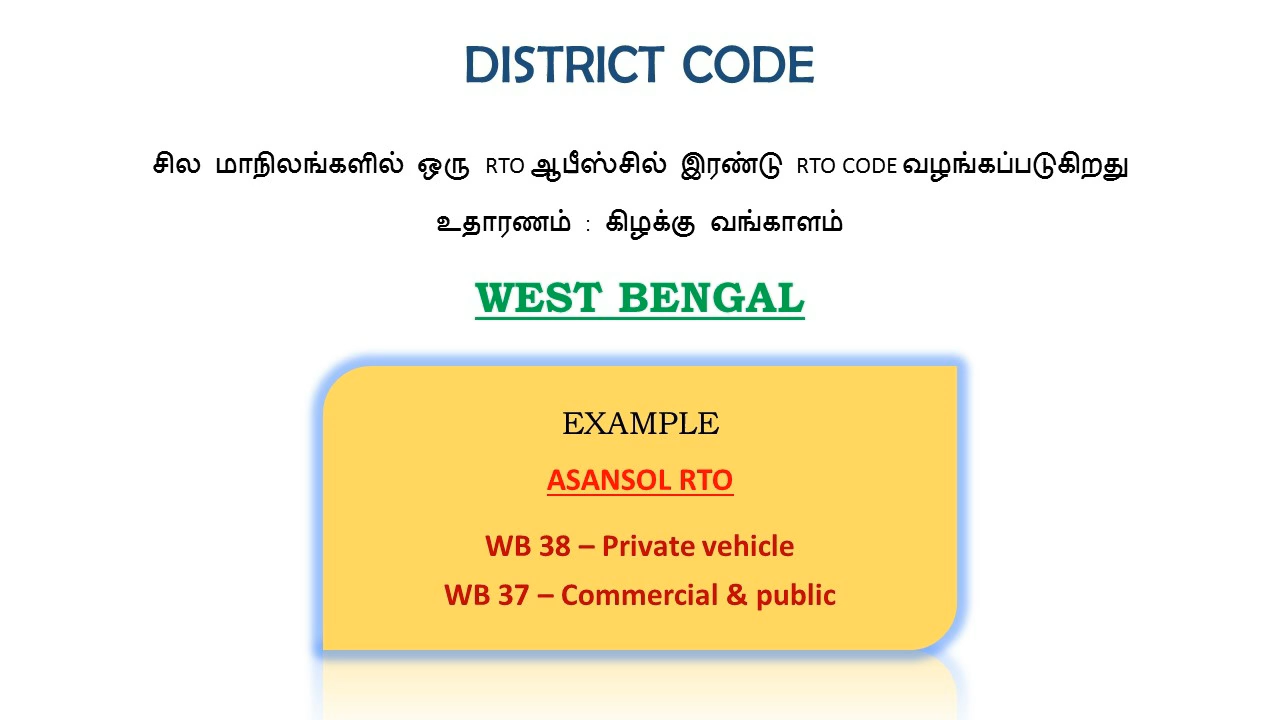 DISTRICT CODE
சில மாநிலங்களில் ஒரு RTO ஆபீஸ்சில் இரண்டு RTO CODE வழங்கப்படுகிறது
உதாரணம் : கிழக்கு வங்காளம்
WEST BENGAL
EXAMPLE
ASANSOL RTO
WB 38 – Private vehicle
WB 37 – Commercial & public